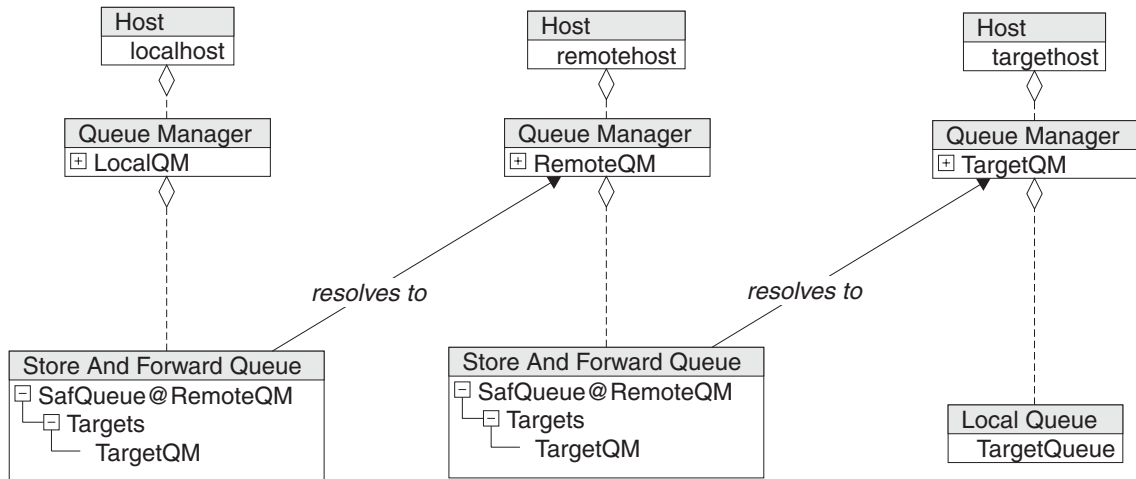 Host
localhost
Queue Manager
LocalQM
Store And Forward Queue
SafQueue@RemoteQM
Targets
TargetQM
resolves to
Host
remotehost
Queue Manager
RemoteQM
Store And Forward Queue
SafQueue@RemoteQM
Targets
TargetQM
resolves to
Host
targethost
Queue Manager
TargetQM
Local Queue
TargetQueue